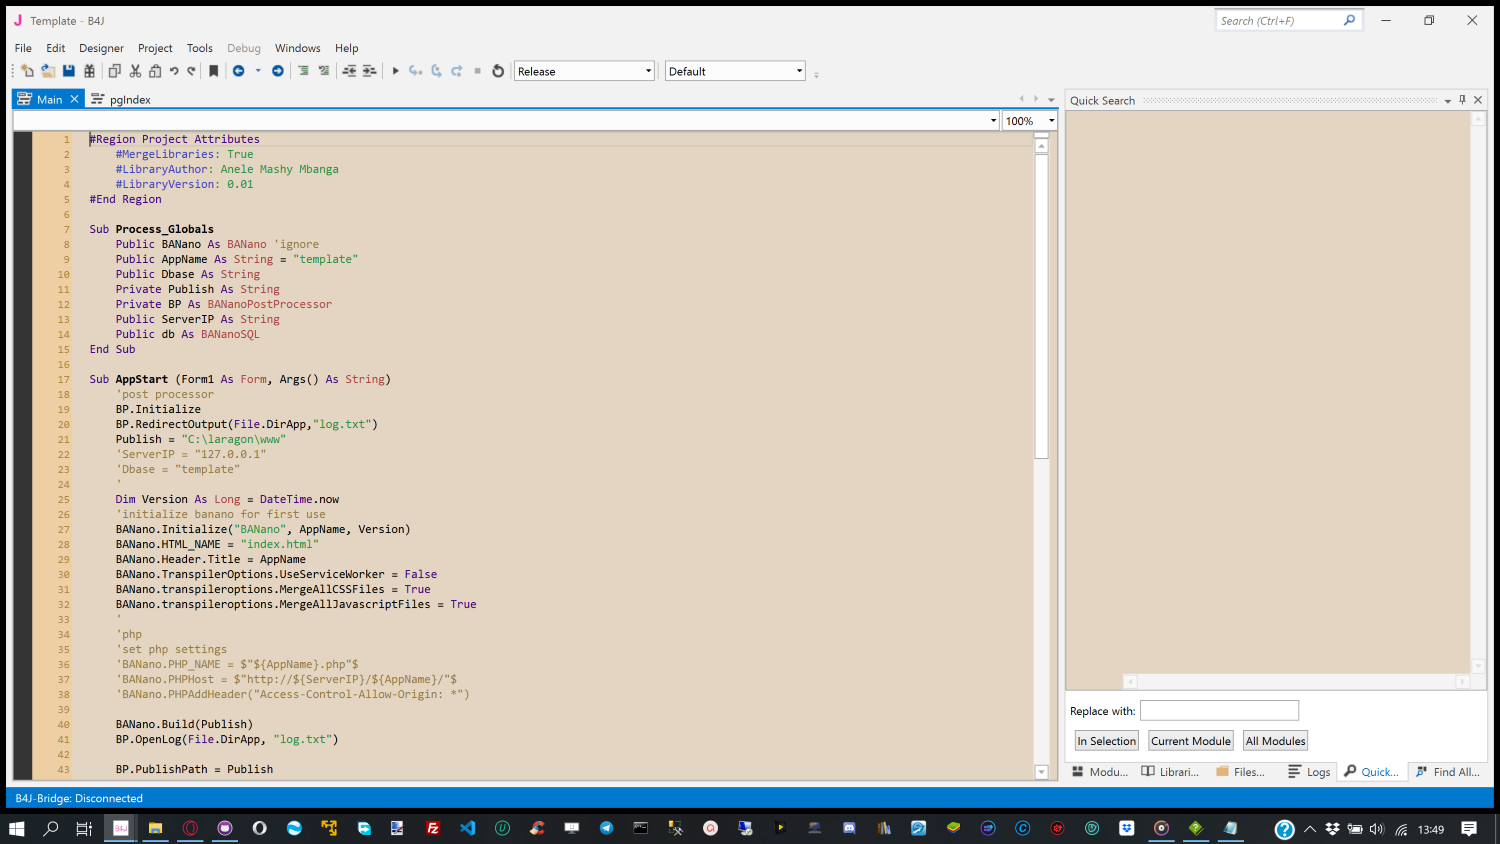 Template - B4J
Search (Ctrl+F)
File Edit Designer Project Tools Debug Windows Help
Release Default
Main pgIndex
Quick Search
100%
1 #Region Project Attributes
2 #MergeLibraries: True
3 #LibraryAuthor: Anele Mashy Mbanga
4 #LibraryVersion: 0.01
5 #End Region
6
7 Sub Process_Globals
8 Public BANano As BANano 'ignore
9 Public AppName As String = "template"
10 Public Dbase As String
11 Private Publish As String
12 Private BP As BANanoPostProcessor
13 Public ServerIP As String
14 Public db As BANanoSQL
15 End Sub
16
17 Sub AppStart (Form1 As Form, Args() As String)
18 'post processor
19 BP.Initialize
20 BP.RedirectOutput(File.DirApp,"log.txt")
21 Publish = "C:\laragon\www"
22 'ServerIP = "127.0.0.1"
23 'Dbase = "template"
24 '
25 Dim Version As Long = DateTime.now
26 'initialize banano for first use
27 BANano.Initialize("BANano", AppName, Version)
28 BANano.HTML_NAME = "index.html"
29 BANano.Header.Title = AppName
30 BANano.TranspilerOptions.UseServiceWorker = False
31 BANano.transpileroptions.MergeAllCSSFiles = True
32 BANano.transpileroptions.MergeAllJavascriptFiles = True
33 '
34 'php
35 'set php settings
36 'BANano.PHP_NAME = $"${AppName}.php"$
37 'BANano.PHPHost = $"http://${ServerIP}/${AppName}/"$
38 'BANano.PHPAddHeader("Access-Control-Allow-Origin: *")
39
40 BANano.Build(Publish)
41 BP.OpenLog(File.DirApp, "log.txt")
42
43 BP.PublishPath = Publish
Replace with:
In Selection Current Module All Modules
Modu... Librari... Files... Logs Quick... Find All...
B4J-Bridge: Disconnected
13:49